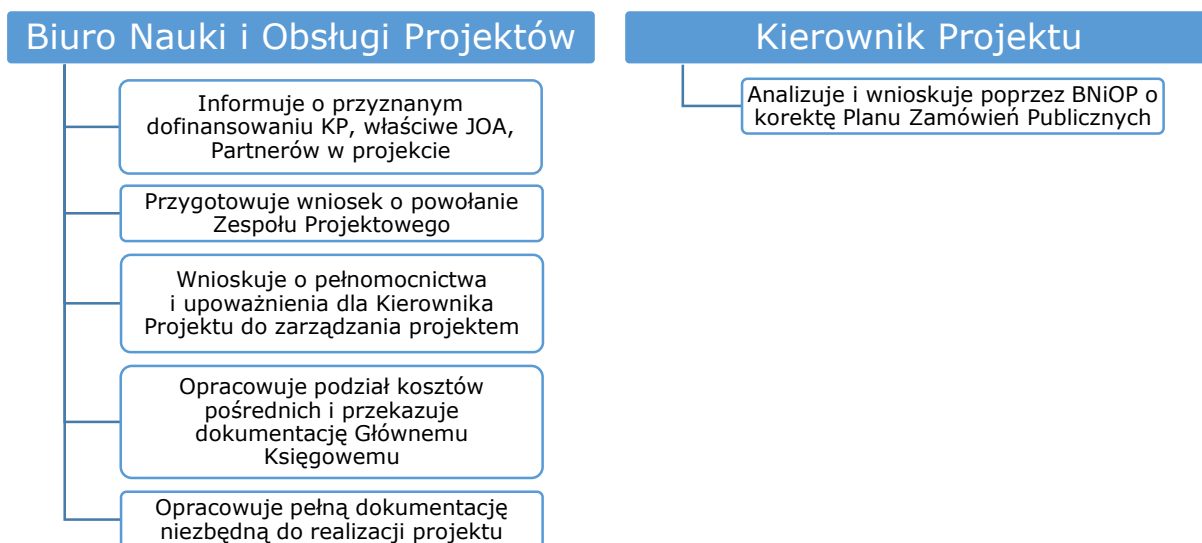 Biuro Nauki i Obsługi Projektów
Informuje o przyznanym
dofinansowaniu KP, właściwe JOA,
Partnerów w projekcie
Przygotowuje wniosek o powołanie
Zespołu Projektowego
Wnioskuje o pełnomocnictwa
i upoważnienia dla Kierownika
Projektu do zarządzania projektem
Opracowuje podział kosztów
pośrednich i przekazuje
dokumentację Głównemu
Księgowemu
Opracowuje pełną dokumentację
niezbędną do realizacji projektu
Kierownik Projektu
Analizuje i wnioskuje poprzez BNiOP o
korektę Planu Zamówień Publicznych